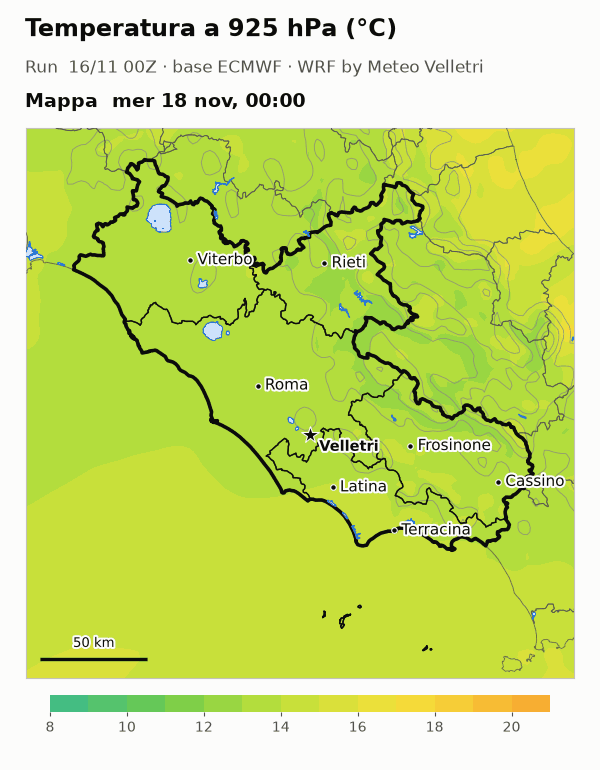 Temperatura a 925 hPa (°C)
Run  16/11 00Z · base ECMWF · WRF by Meteo Velletri
Mappa  mer 18 nov, 00:00
Viterbo
Rieti
Roma
Velletri
Frosinone
Cassino
Latina
Terracina
50 km
8 10 12 14 16 18 20